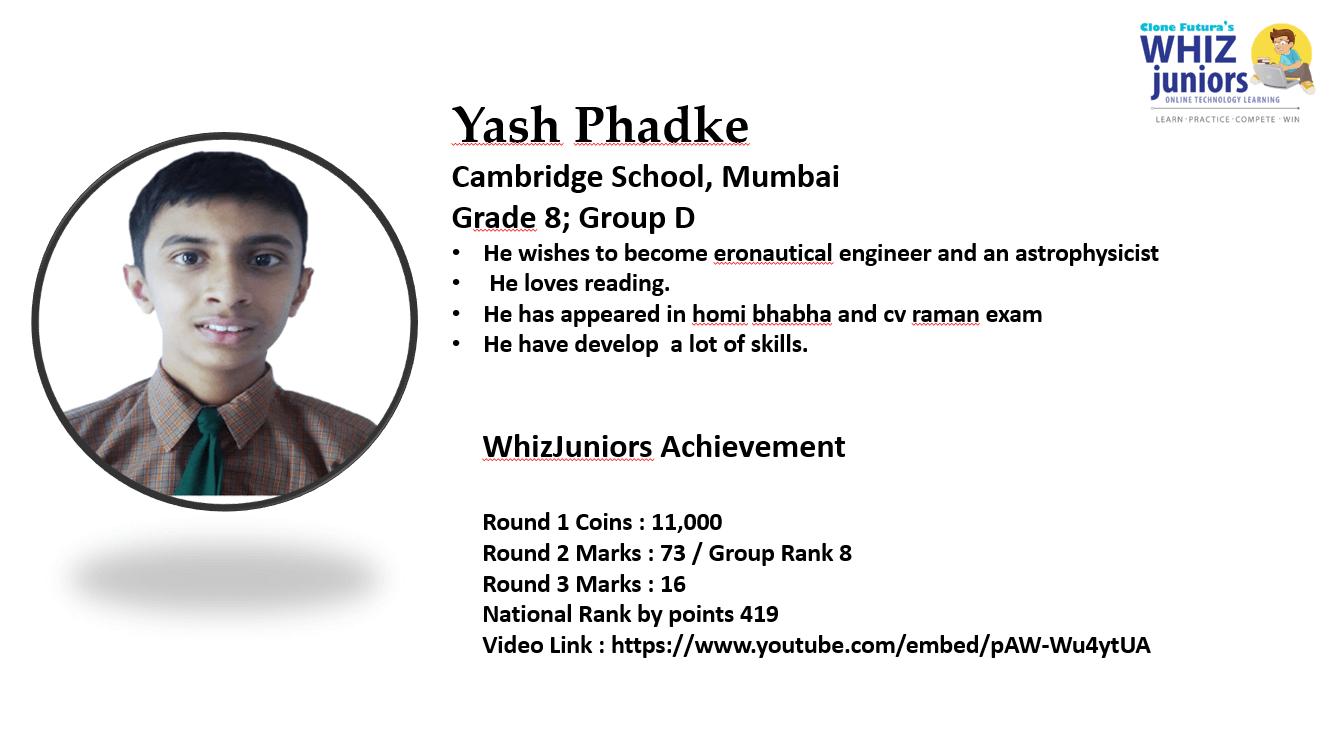 Clone Futura's
WHIZ
juniors
ONLINE TECHNOLOGY LEARNING
LEARN · PRACTICE · COMPETE · WIN
Yash Phadke
Cambridge School, Mumbai
Grade 8; Group D
• He wishes to become eronautical engineer and an astrophysicist
• He loves reading.
• He has appeared in homi bhabha and cv raman exam
• He have develop a lot of skills.
WhizJuniors Achievement
Round 1 Coins : 11,000
Round 2 Marks : 73 / Group Rank 8
Round 3 Marks : 16
National Rank by points 419
Video Link : https://www.youtube.com/embed/pAW-Wu4ytUA